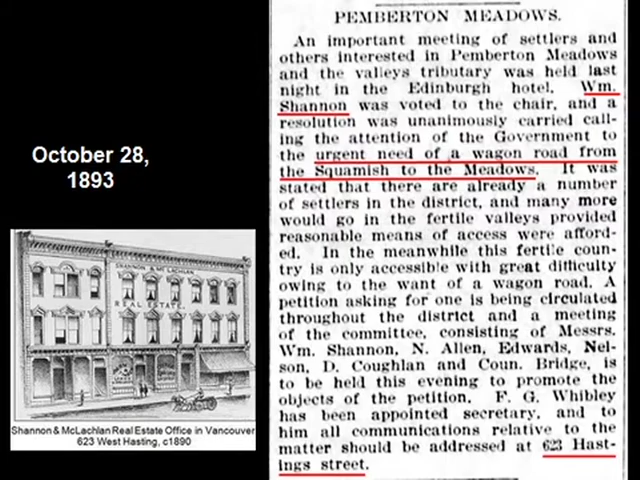 October 28,
1893
SHANNON & McLACHLAN
REAL ESTATE
Shannon & McLachlan Real Estate Office in Vancouver
623 West Hasting, c1890
PEMBERTON MEADOWS.
An important meeting of settlers and
others interested in Pemberton Meadows
and the valleys tributary was held last
night in the Edinburgh hotel. Wm.
Shannon was voted to the chair, and a
resolution was unanimously carried call-
ing the attention of the Government to
the urgent need of a wagon road from
the Squamish to the Meadows. It was
stated that there are already a number
of settlers in the district, and many more
would go in the fertile valleys provided
reasonable means of access were afford-
ed. In the meanwhile this fertile coun-
try is only accessible with great difficulty
owing to the want of a wagon road. A
petition asking for one is being circulated
throughout the district and a meeting
of the committee, consisting of Messrs.
Wm. Shannon, N. Allen, Edwards, Nel-
son, D. Coughlan and Coun. Bridge, is
to be held this evening to promote the
objects of the petition. F. G. Whibley
has been appointed secretary, and to
him all communications relative to the
matter should be addressed at 623 Hast-
ings street.